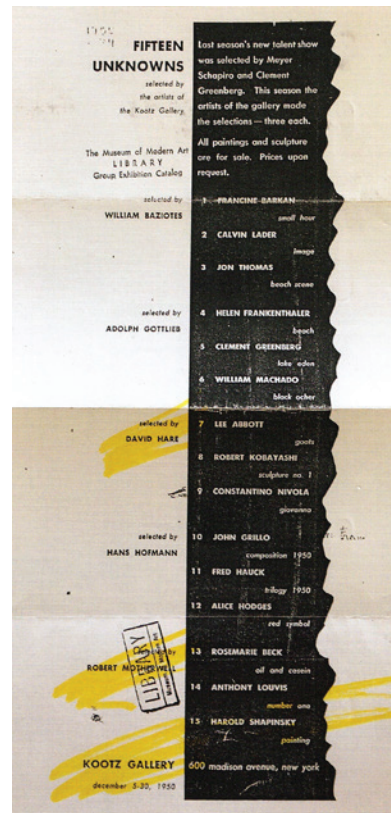 FIFTEEN
UNKNOWNS
selected by
the artists of
the Kootz Gallery,
The Museum of Modern Art
LIBRARY
Group Exhibition Catalog
Last season's new talent show
was selected by Meyer
Schapiro and Clement
Greenberg. This season the
artists of the gallery made
the selections — three each.
All paintings and sculpture
are for sale. Prices upon
request.
selected by
WILLIAM BAZIOTES
1 FRANCINE BARKAN
small hour
2 CALVIN LADER
image
3 JON THOMAS
beach scene
selected by
ADOLPH GOTTLIEB
4 HELEN FRANKENTHALER
beach
5 CLEMENT GREENBERG
lake eden
6 WILLIAM MACHADO
black ocher
selected by
DAVID HARE
7 LEE ABBOTT
goats
8 ROBERT KOBAYASHI
sculpture no. 1
9 CONSTANTINO NIVOLA
giovanna
selected by
HANS HOFMANN
10 JOHN GRILLO
composition 1950
11 FRED HAUCK
trilogy 1950
12 ALICE HODGES
red symbol
selected by
ROBERT MOTHERWELL
LIBRARY
13 ROSEMARIE BECK
oil and casein
14 ANTHONY LOUVIS
number one
15 HAROLD SHAPINSKY
painting
KOOTZ GALLERY
600 madison avenue, new york
december 5-30, 1950